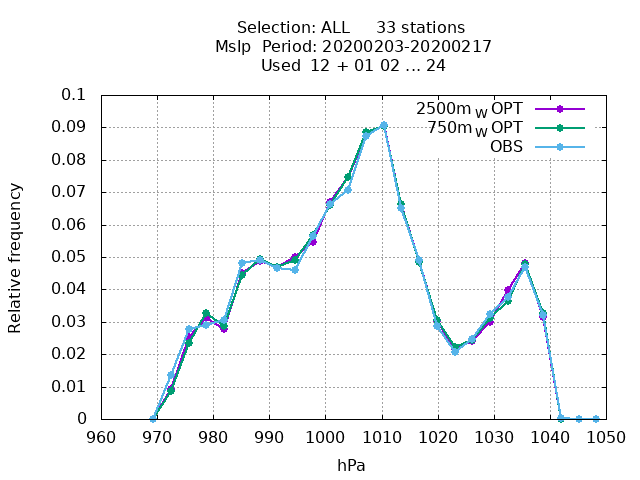 Selection: ALL 33 stations
Mslp Period: 20200203-20200217
Used 12 + 01 02 ... 24
0.1
0.09
0.08
0.07
0.06
0.05
0.04
0.03
0.02
0.01
0
Relative frequency
2500m W OPT
750m W OPT
OBS
960 970 980 990 1000 1010 1020 1030 1040 1050
hPa